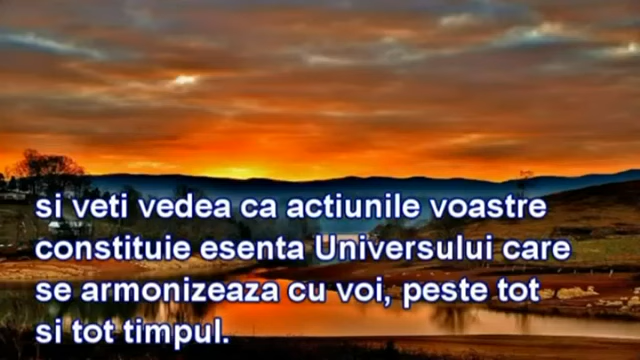 si veti vedea ca actiunile voastre
constituie esenta Universului care
se armonizeaza cu voi, peste tot
si tot timpul.